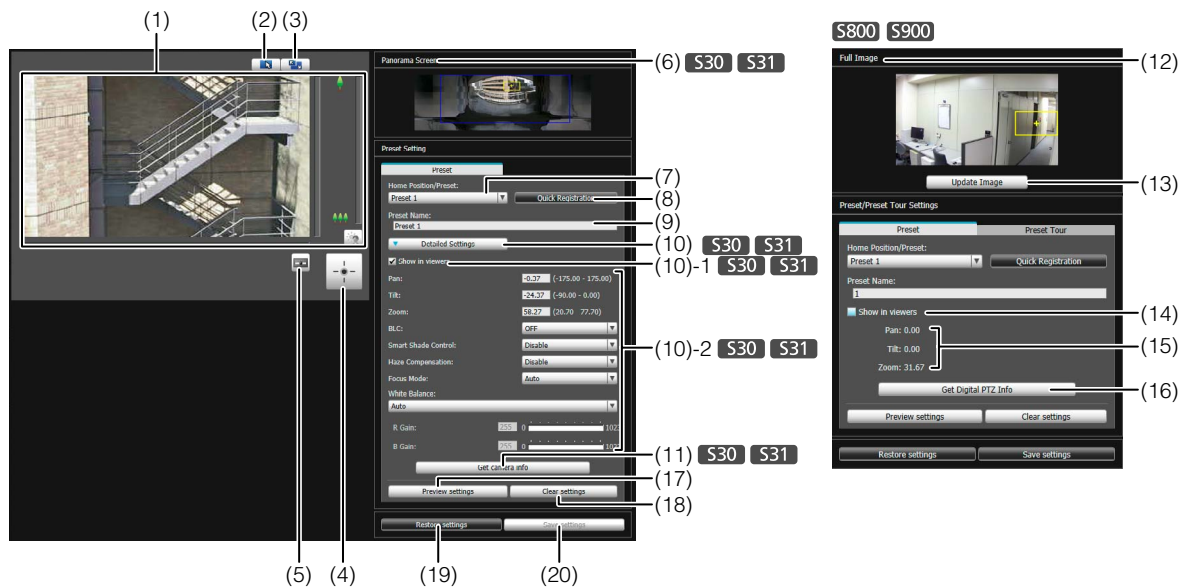 (1)
(2) (3)
Panorama Screen
(6) S30 S31
Preset Setting
Preset
Home Position/Preset:
(7)
Preset 1
Quick Registration
(8)
Preset Name:
Preset 1
(9)
Detailed Settings
(10) S30 S31
Show in viewers
(10)-1 S30 S31
Pan: -0.37 (-175.00 - 175.00)
Tilt: -24.37 (-90.00 - 0.00)
Zoom: 58.27 (20.70 77.70)
BLC: OFF
Smart Shade Control: Disable
(10)-2 S30 S31
Haze Compensation: Disable
Focus Mode: Auto
White Balance:
Auto
R Gain: 255 0 1023
B Gain: 255 0
Get camera info
(11) S30 S31
Preview settings
Clear settings
(17)
(18)
Restore settings
Save settings
(5) (4) (19) (20)
S800 S900
Full Image
(12)
Update Image
(13)
Preset/Preset Tour Settings
Preset
Preset Tour
Home Position/Preset:
Preset 1
Quick Registration
Preset Name:
1
Show in viewers
(14)
Pan: 0.00
Tilt: 0.00
(15)
Zoom: 31.67
Get Digital PTZ Info
(16)
Preview settings
Clear settings
Restore settings
Save settings